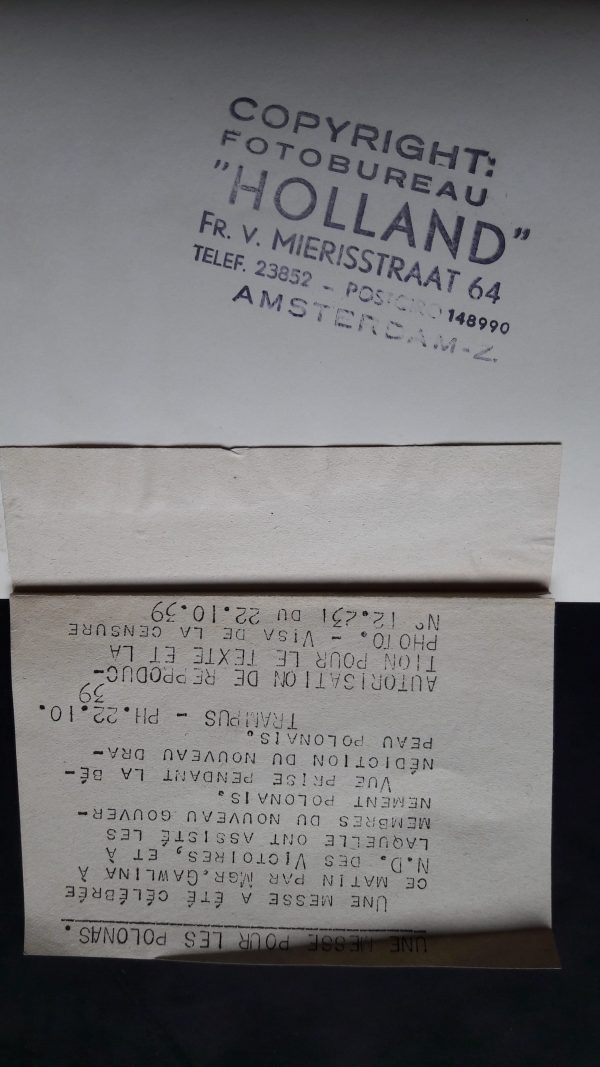 COPYRIGHT:
FOTOBUREAU
"HOLLAND"
FR. V. MIERISSTRAAT 64
TELEF. 23852 - POSTGIRO 148990
AMSTERDAM-Z.
UNE MESSE POUR LES POLONAS.
UNE MESSE A ÉTÉ CÉLÉBRÉE
CE MATIN PAR MGR.GAWLINA À
N.D. DES VICTOIRES, ET À
LAQUELLE ONT ASSISTÉ LES
MEMBRES DU NOUVEAU GOUVER-
NEMENT POLONAIS.
VUE PRISE PENDANT LA BÉ-
NÉDICTION DU NOUVEAU DRA-
PEAU POLONAIS.
TRAMPUS - PH.22.10.
39
AUTORISATION DE REPRODUC-
TION POUR LE TEXTE ET LA
PHOTO. - VISA DE LA CENSURE
N° 12.231 DU 22.10.39